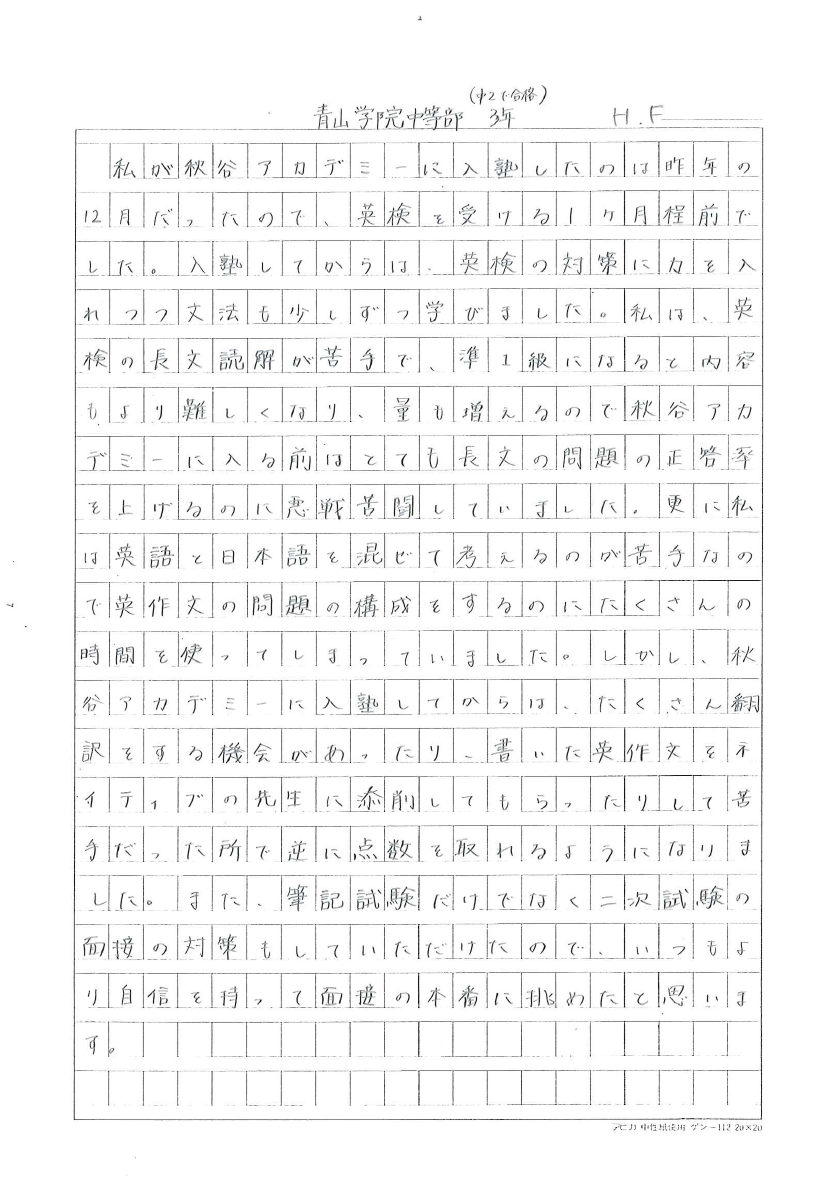 (中2で合格)
青山学院中等部 3年 H.F
私が秋谷アカデミーに入塾したのは昨年の
12月だったので、英検を受ける1ヶ月程前で
した。入塾してからは、英検の対策に力を入
れつつ文法も少しずつ学びました。私は、英
検の長文読解が苦手で、準1級になると内容
もより難しくなり、量も増えるので秋谷アカ
デミーに入る前はとても長文の問題の正答率
を上げるのに悪戦苦闘していました。更に私
は英語と日本語を混じて考えるのが苦手なの
で英作文の問題の構成をするのにたくさんの
時間を使ってしまっていました。しかし、秋
谷アカデミーに入塾してからは、たくさん翻
訳をする機会があったり、書いた英作文をネ
イティブの先生に添削してもらったりして苦
手だった所で逆に点数を取れるようになりま
した。また、筆記試験だけでなく二次試験の
面接の対策もしていただけたので、いつもよ
り自信を持って面接の本番に挑めたと思いま
す。
アピカ 中性紙使用 ゲンー112 20×20